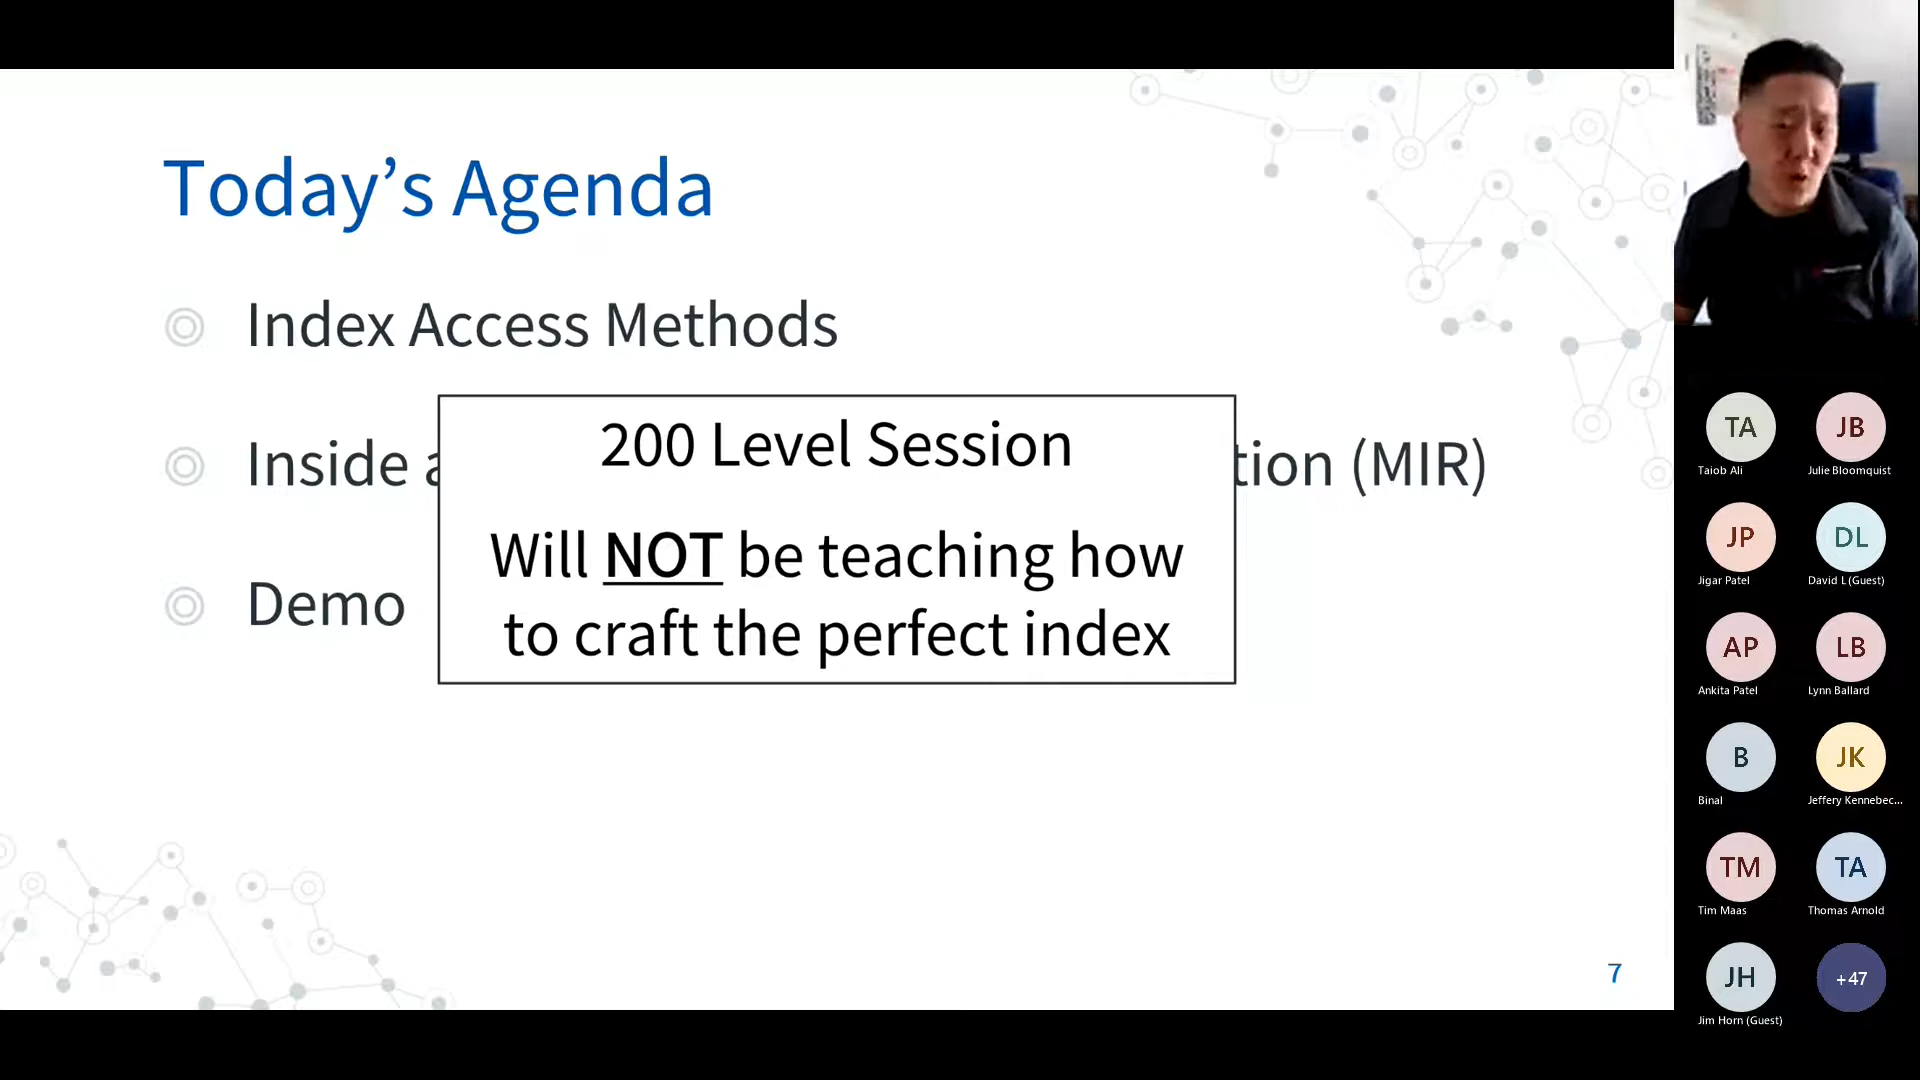 Today’s Agenda
Index Access Methods
Inside
tion (MIR)
Demo
200 Level Session
Will NOT be teaching how
to craft the perfect index
7
TA
Taiob Ali
JB
Julie Bloomquist
JP
Jigar Patel
DL
David L (Guest)
AP
Ankita Patel
LB
Lynn Ballard
B
Binal
JK
Jeffery Kennebec...
TM
Tim Maas
TA
Thomas Arnold
JH
Jim Horn (Guest)
+47